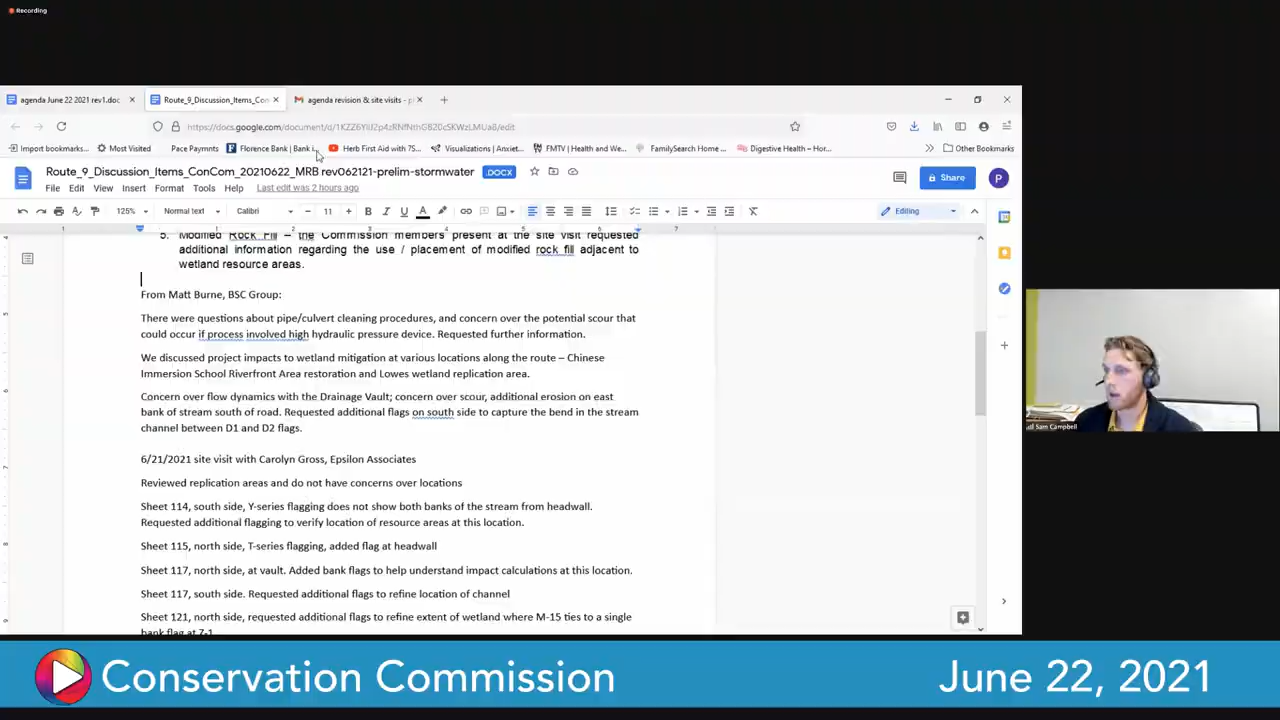 Recording
agenda June 22 2021 rev1.doc
Route_9_Discussion_Items_Con
agenda revision & site visits - p
https://docs.google.com/document/d/
/edit
Import bookmarks...
Most Visited
Pace Paymnts
Florence Bank | Bank i...
Herb First Aid with 7S...
Visualizations (Anxiet...
FMTV | Health and We...
FamilySearch Home ...
Digestive Health – Hor...
Other Bookmarks
Route_9_Discussion_Items_ConCom_20210622_MRB rev062121-prelim-stormwater
.DOCX
Share
P
File Edit View Insert Format Tools Help Last edit was 2 hours ago
125% Normal text Calibri 11 B I U A Editing
5. Modified Rock Fill – the Commission members present at the site visit requested
additional information regarding the use / placement of modified rock fill adjacent to
wetland resource areas.
From Matt Burne, BSC Group:
There were questions about pipe/culvert cleaning procedures, and concern over the potential scour that
could occur if process involved high hydraulic pressure device. Requested further information.
We discussed project impacts to wetland mitigation at various locations along the route – Chinese
Immersion School Riverfront Area restoration and Lowes wetland replication area.
Concern over flow dynamics with the Drainage Vault; concern over scour, additional erosion on east
bank of stream south of road. Requested additional flags on south side to capture the bend in the stream
channel between D1 and D2 flags.
6/21/2021 site visit with Carolyn Gross, Epsilon Associates
Reviewed replication areas and do not have concerns over locations
Sheet 114, south side, Y-series flagging does not show both banks of the stream from headwall.
Requested additional flagging to verify location of resource areas at this location.
Sheet 115, north side, T-series flagging, added flag at headwall
Sheet 117, north side, at vault. Added bank flags to help understand impact calculations at this location.
Sheet 117, south side. Requested additional flags to refine location of channel
Sheet 121, north side, requested additional flags to refine extent of wetland where M-15 ties to a single
bank flag at Z-1
Sam Campbell
Conservation Commission
June 22, 2021